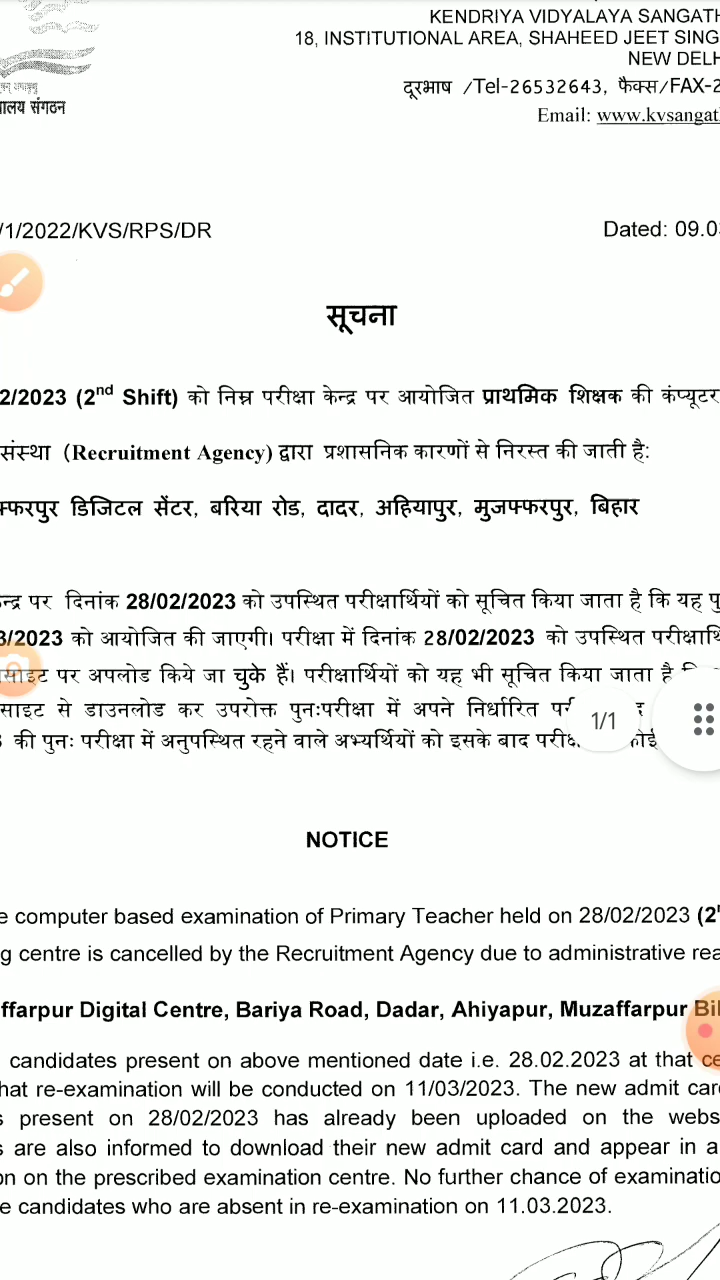 KENDRIYA VIDYALAYA SANGATH
18, INSTITUTIONAL AREA, SHAHEED JEET SING
NEW DELH
दूरभाष /Tel-26532643, फैक्स/FAX-2
Email: www.kvsangath
ालय संगठन
/1/2022/KVS/RPS/DR Dated: 09.03
सूचना
2/2023 (2nd Shift) को निम्न परीक्षा केन्द्र पर आयोजित प्राथमिक शिक्षक की कंप्यूटर
संस्था (Recruitment Agency) द्वारा प्रशासनिक कारणों से निरस्त की जाती है:
फ्फरपुर डिजिटल सेंटर, बरिया रोड, दादर, अहियापुर, मुजफ्फरपुर, बिहार
केन्द्र पर दिनांक 28/02/2023 को उपस्थित परीक्षार्थियों को सूचित किया जाता है कि यह पु
3/2023 को आयोजित की जाएगी। परीक्षा में दिनांक 28/02/2023 को उपस्थित परीक्षार्थि
साइट पर अपलोड किये जा चुके हैं। परीक्षार्थियों को यह भी सूचित किया जाता है
साइट से डाउनलोड कर उपरोक्त पुनःपरीक्षा में अपने निर्धारित
1/1
की पुनः परीक्षा में अनुपस्थित रहने वाले अभ्यर्थियों को इसके बाद
NOTICE
e computer based examination of Primary Teacher held on 28/02/2023 (2
g centre is cancelled by the Recruitment Agency due to administrative rea
ffarpur Digital Centre, Bariya Road, Dadar, Ahiyapur, Muzaffarpur Bi
candidates present on above mentioned date i.e. 28.02.2023 at that ce
hat re-examination will be conducted on 11/03/2023. The new admit car
s present on 28/02/2023 has already been uploaded on the webs
s are also informed to download their new admit card and appear in a
on on the prescribed examination centre. No further chance of examinatio
e candidates who are absent in re-examination on 11.03.2023.